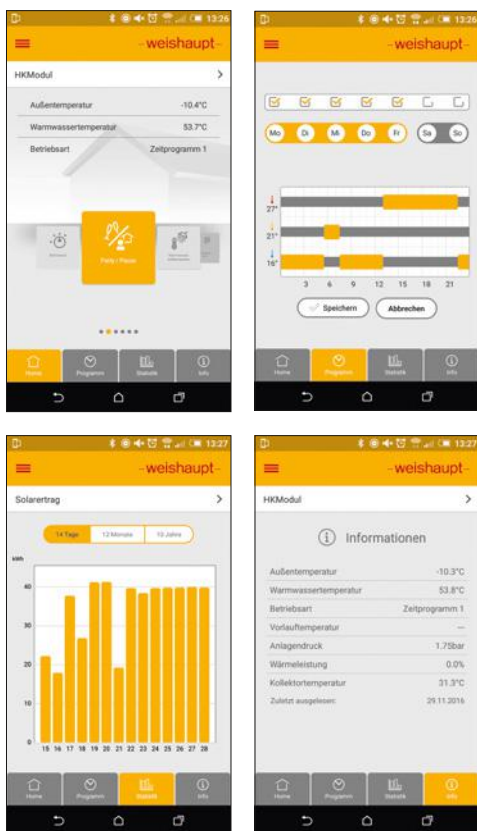 13:26
-weishaupt-
HKModul >
Außentemperatur -10.4°C
Warmwassertemperatur 53.7°C
Betriebsart Zeitprogramm 1
Party / Pause
Home Programm Statistik Info
13:26
-weishaupt-
Mo Di Mi Do Fr Sa So
27°
21°
16°
3 6 9 12 15 18 21
Speichern Abbrechen
Home Programm Statistik Info
13:27
-weishaupt-
Solarertrag >
14 Tage 12 Monate 10 Jahre
kWh
40
30
20
10
0
15 16 17 18 19 20 21 22 23 24 25 26 27 28
Home Programm Statistik Info
13:27
-weishaupt-
HKModul >
Informationen
Außentemperatur -10.3°C
Warmwassertemperatur 53.8°C
Betriebsart Zeitprogramm 1
Vorlauftemperatur --
Anlagendruck 1.75bar
Wärmeleistung 0.0%
Kollektortemperatur 31.3°C
Zuletzt ausgelesen: 29.11.2016
Home Programm Statistik Info